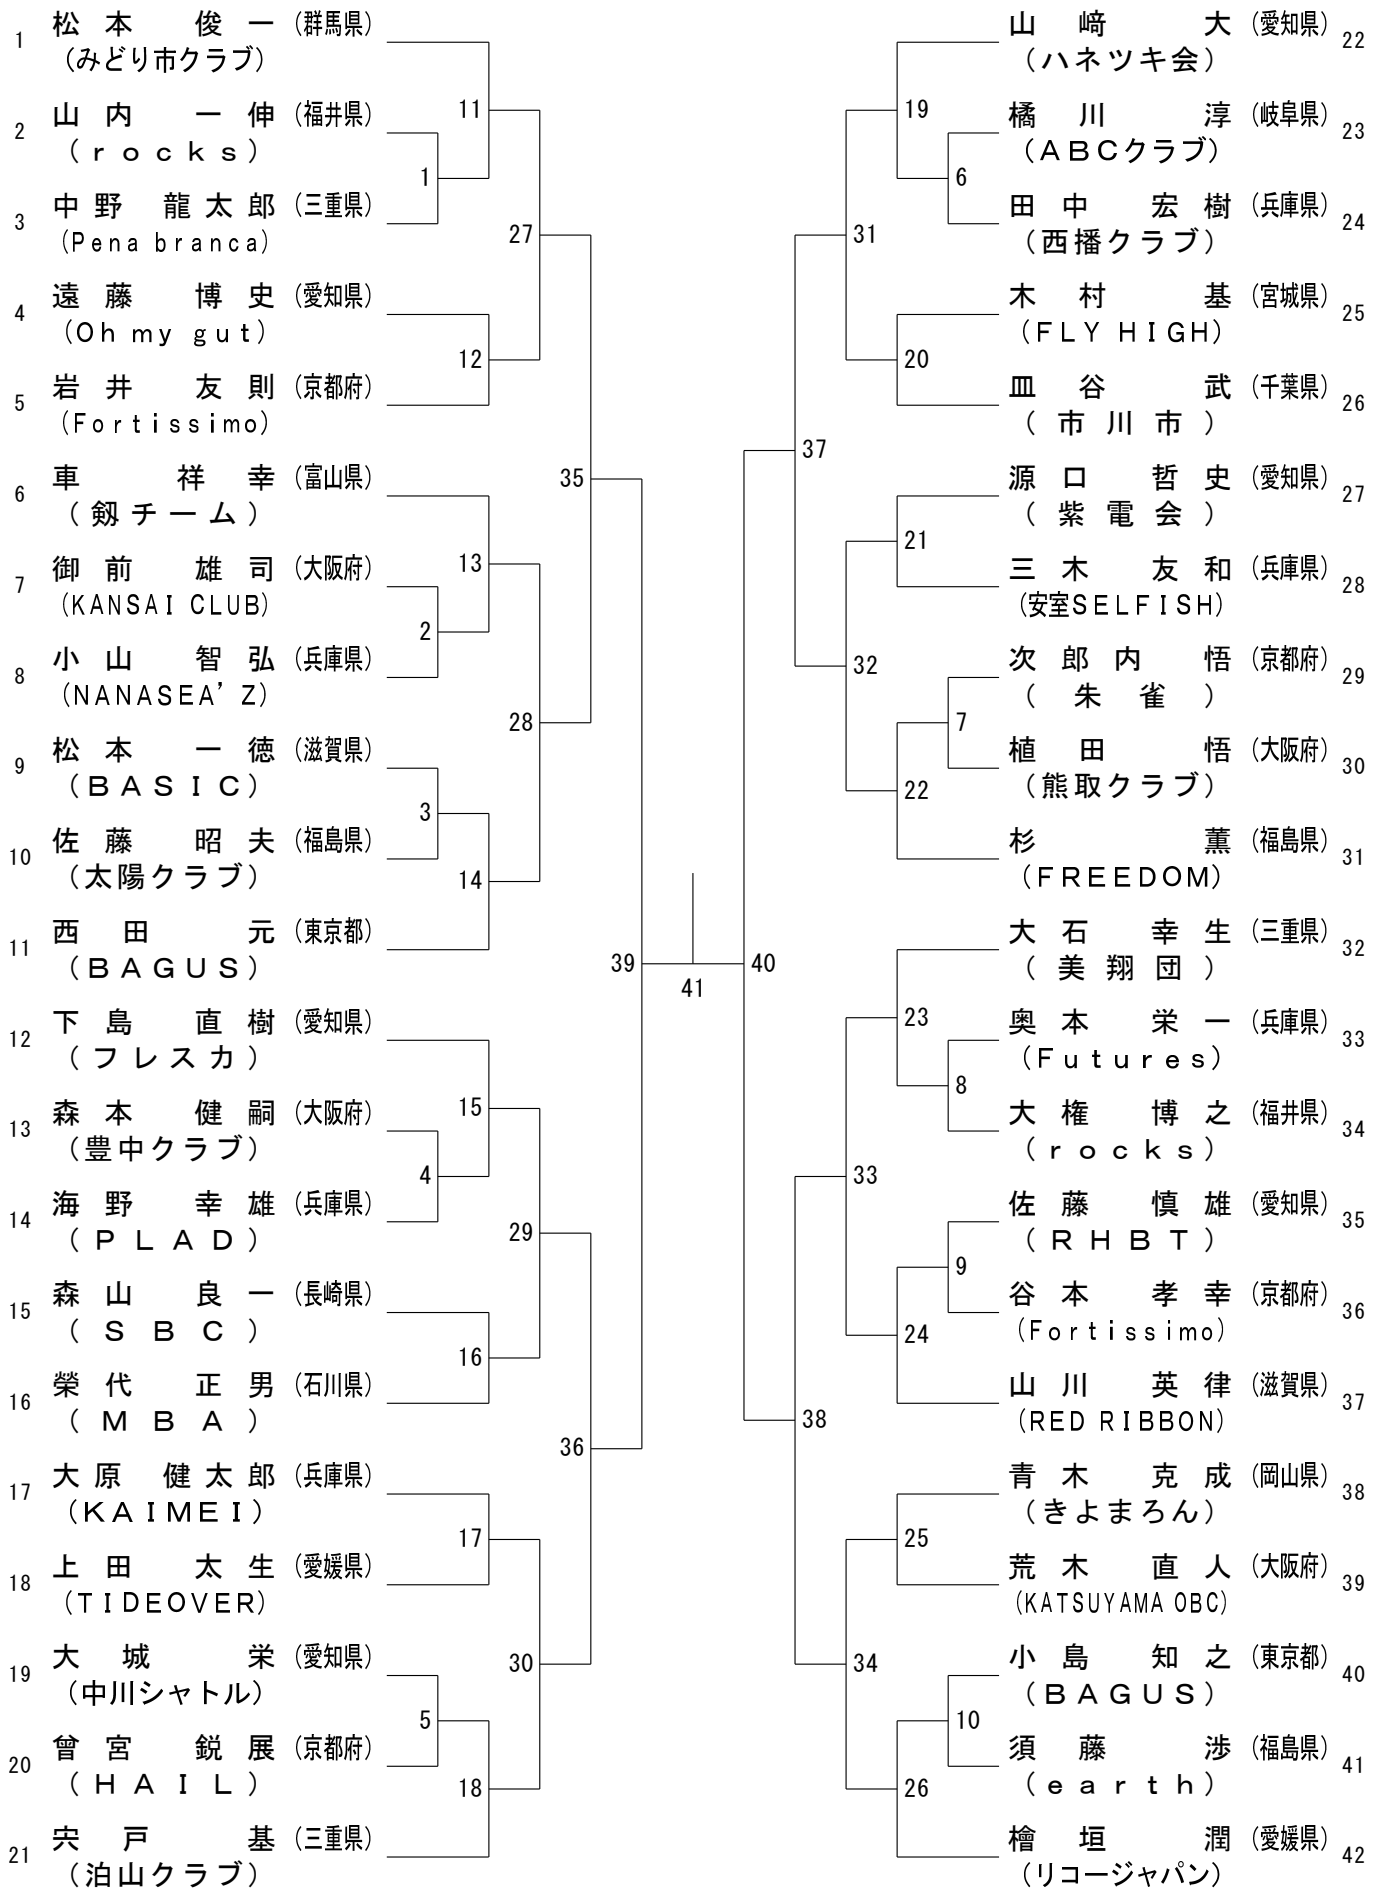 1 松本 俊一 (群馬県)
(みどり市クラブ)
2 山内 一伸 (福井県)
(rocks)
3 中野 龍太郎 (三重県)
(Pena branca)
4 遠藤 博史 (愛知県)
(Oh my gut)
5 岩井 友則 (京都府)
(Fortissimo)
6 車 祥幸 (富山県)
(剱チーム)
7 御前 雄司 (大阪府)
(KANSAI CLUB)
8 小山 智弘 (兵庫県)
(NANASEA'Z)
9 松本 一徳 (滋賀県)
(BASIC)
10 佐藤 昭夫 (福島県)
(太陽クラブ)
11 西田 元 (東京都)
(BAGUS)
12 下島 直樹 (愛知県)
(フレスカ)
13 森本 健嗣 (大阪府)
(豊中クラブ)
14 海野 幸雄 (兵庫県)
(PLAD)
15 森山 良一 (長崎県)
(SBC)
16 榮代 正男 (石川県)
(MBA)
17 大原 健太郎 (兵庫県)
(KAIMEI)
18 上田 太生 (愛媛県)
(TIDEOVER)
19 大城 栄 (愛知県)
(中川シャトル)
20 曾宮 鋭展 (京都府)
(HAIL)
21 宍戸 基 (三重県)
(泊山クラブ)
1
2
3
4
5
11
12
13
14
15
16
17
18
27
28
29
30
35
36
39
41
40
37
38
31
32
33
34
19
20
21
22
23
24
25
26
6
7
8
9
10
山﨑 大 (愛知県) 22
(ハネツキ会)
橘川 淳 (岐阜県) 23
(ABCクラブ)
田中 宏樹 (兵庫県) 24
(西播クラブ)
木村 基 (宮城県) 25
(FLY HIGH)
皿谷 武 (千葉県) 26
(市川市)
源口 哲史 (愛知県) 27
(紫電会)
三木 友和 (兵庫県) 28
(安室SELFISH)
次郎内 悟 (京都府) 29
(朱雀)
植田 悟 (大阪府) 30
(熊取クラブ)
杉 薫 (福島県) 31
(FREEDOM)
大石 幸生 (三重県) 32
(美翔団)
奥本 栄一 (兵庫県) 33
(Futures)
大権 博之 (福井県) 34
(rocks)
佐藤 慎雄 (愛知県) 35
(RHBT)
谷本 孝幸 (京都府) 36
(Fortissimo)
山川 英律 (滋賀県) 37
(RED RIBBON)
青木 克成 (岡山県) 38
(きよまろん)
荒木 直人 (大阪府) 39
(KATSUYAMA OBC)
小島 知之 (東京都) 40
(BAGUS)
須藤 渉 (福島県) 41
(earth)
檜垣 潤 (愛媛県) 42
(リコージャパン)